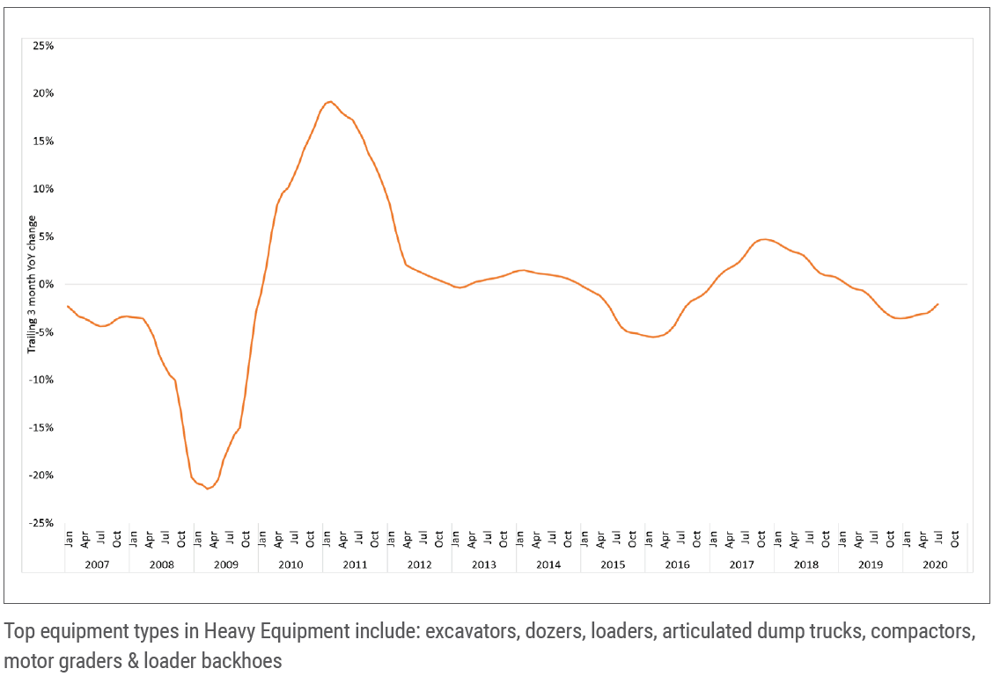 25%
20%
15%
10%
5%
0%
-5%
-10%
-15%
-20%
-25%
Trailing 3 month YoY change
Jan Apr Jul Oct Jan Apr Jul Oct Jan Apr Jul Oct Jan Apr Jul Oct Jan Apr Jul Oct Jan Apr Jul Oct Jan Apr Jul Oct Jan Apr Jul Oct Jan Apr Jul Oct Jan Apr Jul Oct Jan Apr Jul Oct Jan Apr Jul Oct Jan Apr Jul Oct Jan Apr Jul Oct
2007 2008 2009 2010 2011 2012 2013 2014 2015 2016 2017 2018 2019 2020
Top equipment types in Heavy Equipment include: excavators, dozers, loaders, articulated dump trucks, compactors,
motor graders & loader backhoes